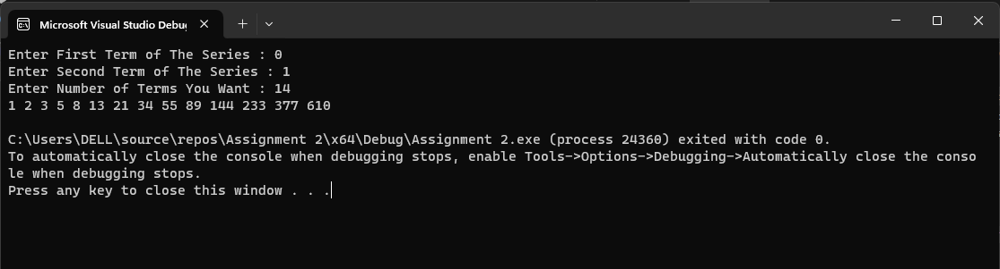 Microsoft Visual Studio Debu
Enter First Term of The Series : 0
Enter Second Term of The Series : 1
Enter Number of Terms You Want : 14
1 2 3 5 8 13 21 34 55 89 144 233 377 610
C:\Users\DELL\source\repos\Assignment 2\x64\Debug\Assignment 2.exe (process 24360) exited with code 0.
To automatically close the console when debugging stops, enable Tools->Options->Debugging->Automatically close the conso
le when debugging stops.
Press any key to close this window . . .